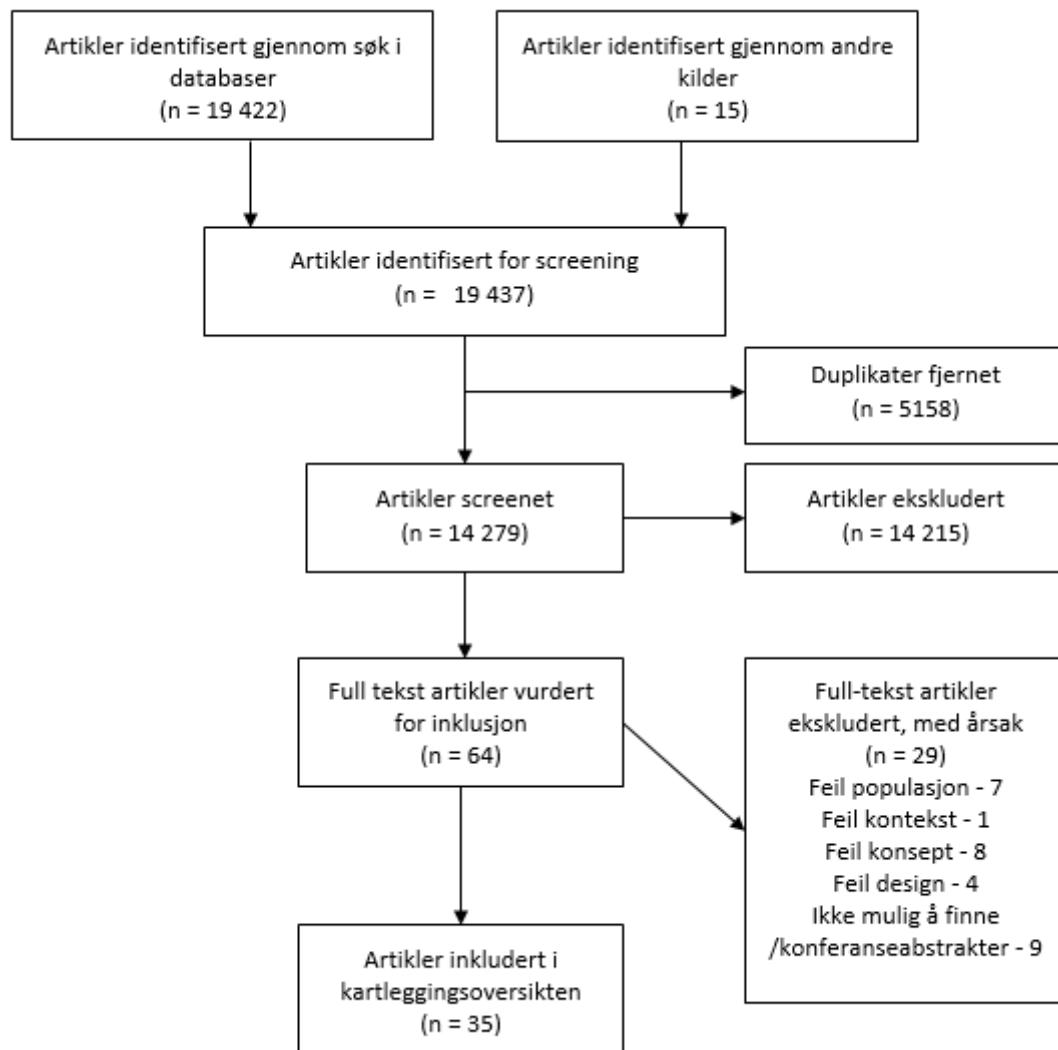 Artikler identifisert gjennom søk i
databaser
(n = 19 422)
Artikler identifisert gjennom andre
kilder
(n = 15)
Artikler identifisert for screening
(n =   19 437)
Duplikater fjernet
(n = 5158)
Artikler screenet
(n = 14 279)
Artikler ekskludert
(n = 14 215)
Full tekst artikler vurdert
for inklusjon
(n = 64)
Full-tekst artikler
ekskludert, med årsak
(n = 29)
Feil populasjon - 7
Feil kontekst - 1
Feil konsept - 8
Feil design - 4
Ikke mulig å finne
/konferanseabstrakter - 9
Artikler inkludert i
kartleggingsoversikten
(n = 35)